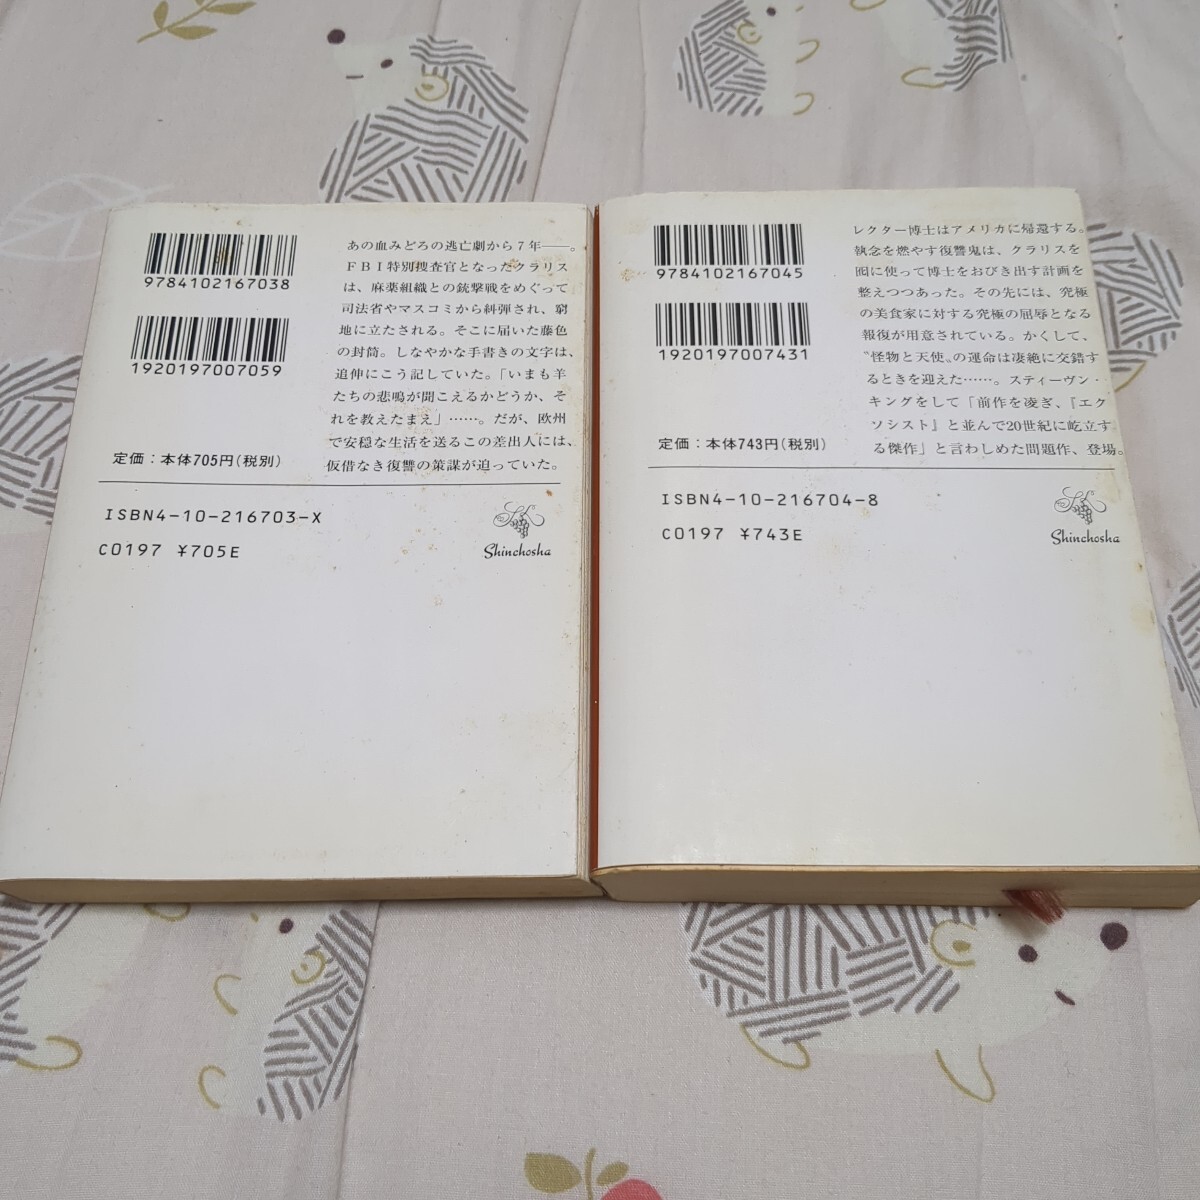 9784102167038
1920197007059
定価：本体705円(税別)
あの血みどろの逃亡劇から7年──。
FBI特別捜査官となったクラリス
は、麻薬組織との銃撃戦をめぐって
司法省やマスコミから糾弾され、窮
地に立たされる。そこに届いた藤色
の封筒。しなやかな手書きの文字は、
追伸にこう記していた。「いまも羊
たちの悲鳴が聞こえるかどうか、そ
れを教えたまえ」……。だが、欧州
で安穏な生活を送るこの差出人には、
仮借なき復讐の策謀が迫っていた。
ISBN4-10-216703-X
C0197 ¥705E
Shinchosha
9784102167045
1920197007431
定価：本体743円(税別)
レクター博士はアメリカに帰還する。
執念を燃やす復讐鬼は、クラリスを
囮に使って博士をおびき出す計画を
整えつつあった。その先には、究極
の美食家に対する究極の屈辱となる
報復が用意されている。かくして、
〝怪物と天使〟の運命は凄絶に交錯す
るときを迎えた……。スティーヴン・
キングをして「前作を凌ぎ、『エク
ソシスト』と並んで20世紀に屹立す
る傑作」と言わしめた問題作、登場。
ISBN4-10-216704-8
C0197 ¥743E
Shinchosha